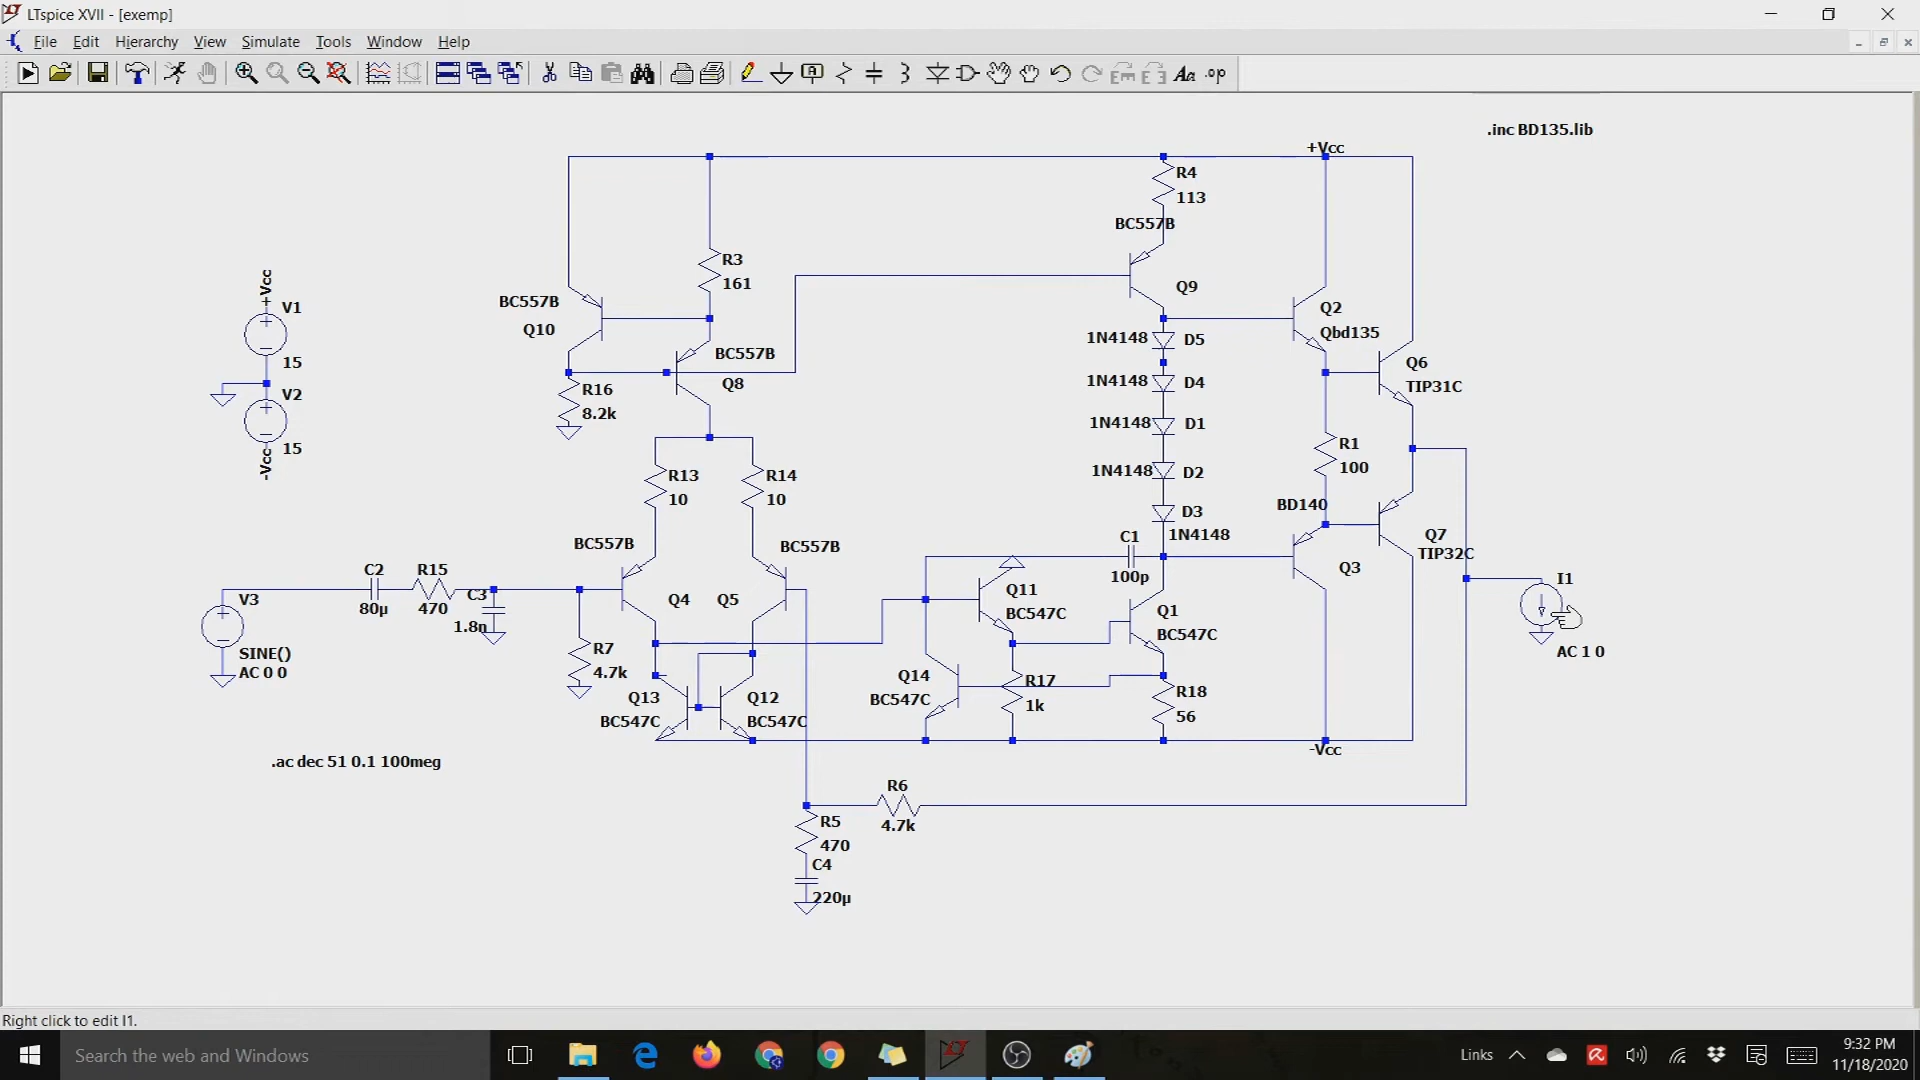 LTspice XVII - [exemp]
File Edit Hierarchy View Simulate Tools Window Help
.op
.inc BD135.lib
+Vcc
R4
113
BC557B
R3
161
+Vcc
V1
15
V2
15
-Vcc
BC557B
Q10
Q9
Q2
Qbd135
1N4148 D5
BC557B
Q8
Q6
TIP31C
1N4148 D4
R16
8.2k
1N4148 D1
R1
100
R13
10
R14
10
1N4148 D2
BD140
D3
1N4148
Q7
TIP32C
BC557B
BC557B
C1
100p
Q3
C2
80µ
R15
470
C3
1.8n
Q4
Q5
Q11
BC547C
Q1
BC547C
I1
AC 1 0
V3
SINE()
AC 0 0
R7
4.7k
Q13
BC547C
Q12
BC547C
Q14
BC547C
R17
1k
R18
56
-Vcc
.ac dec 51 0.1 100meg
R6
4.7k
R5
470
C4
220µ
Right click to edit I1.
Search the web and Windows
Links
9:32 PM
11/18/2020